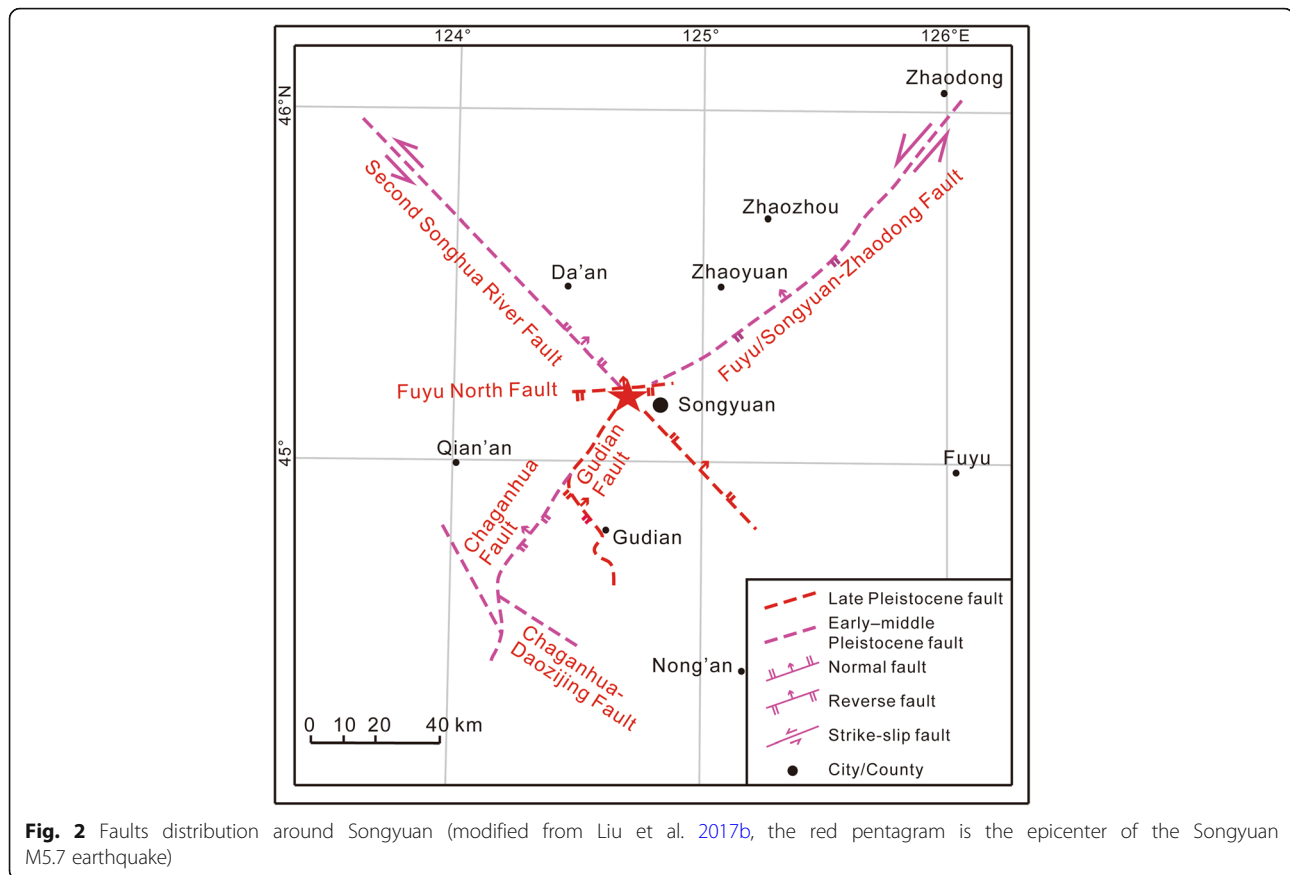 124°
125°
126°E
Zhaodong
46°N
Second Songhua River Fault
Zhaozhou
Da'an
Zhaoyuan
Fuyu/Songyuan-Zhaodong Fault
Fuyu North Fault
Songyuan
45°
Qian'an
Gudian
Fault
Fuyu
Chaganhua
Fault
Gudian
Chaganhua-
Daozijing Fault
Nong'an
0 10 20 40 km
Late Pleistocene fault
Early–middle
Pleistocene fault
Normal fault
Reverse fault
Strike-slip fault
City/County
Fig. 2 Faults distribution around Songyuan (modified from Liu et al. 2017b, the red pentagram is the epicenter of the Songyuan
M5.7 earthquake)